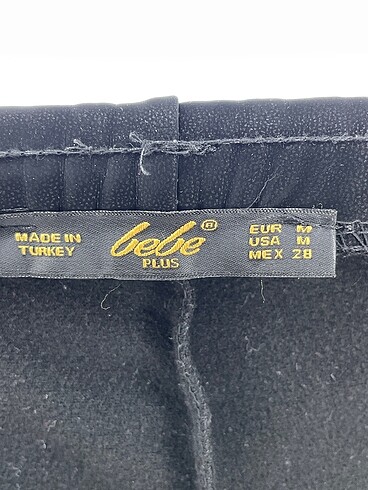 MADE IN
TURKEY
bebe®
PLUS
EUR M
USA M
MEX 28